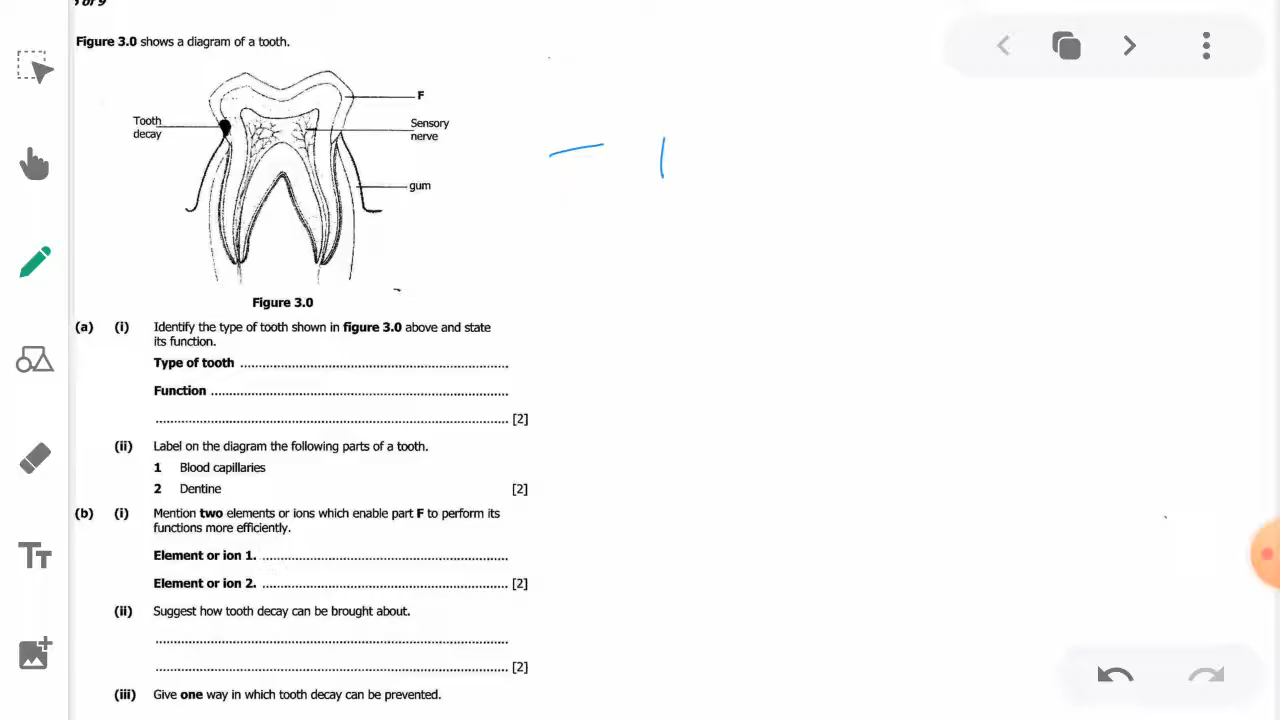 of 9
Figure 3.0 shows a diagram of a tooth.
F
Tooth
decay
Sensory
nerve
gum
Figure 3.0
(a) (i) Identify the type of tooth shown in figure 3.0 above and state
its function.
Type of tooth ....................................................................
Function ...........................................................................
........................................................................................ [2]
(ii) Label on the diagram the following parts of a tooth.
1 Blood capillaries
2 Dentine [2]
(b) (i) Mention two elements or ions which enable part F to perform its
functions more efficiently.
Element or ion 1. ..............................................................
Element or ion 2. .............................................................. [2]
(ii) Suggest how tooth decay can be brought about.
........................................................................................
........................................................................................ [2]
(iii) Give one way in which tooth decay can be prevented.
TT